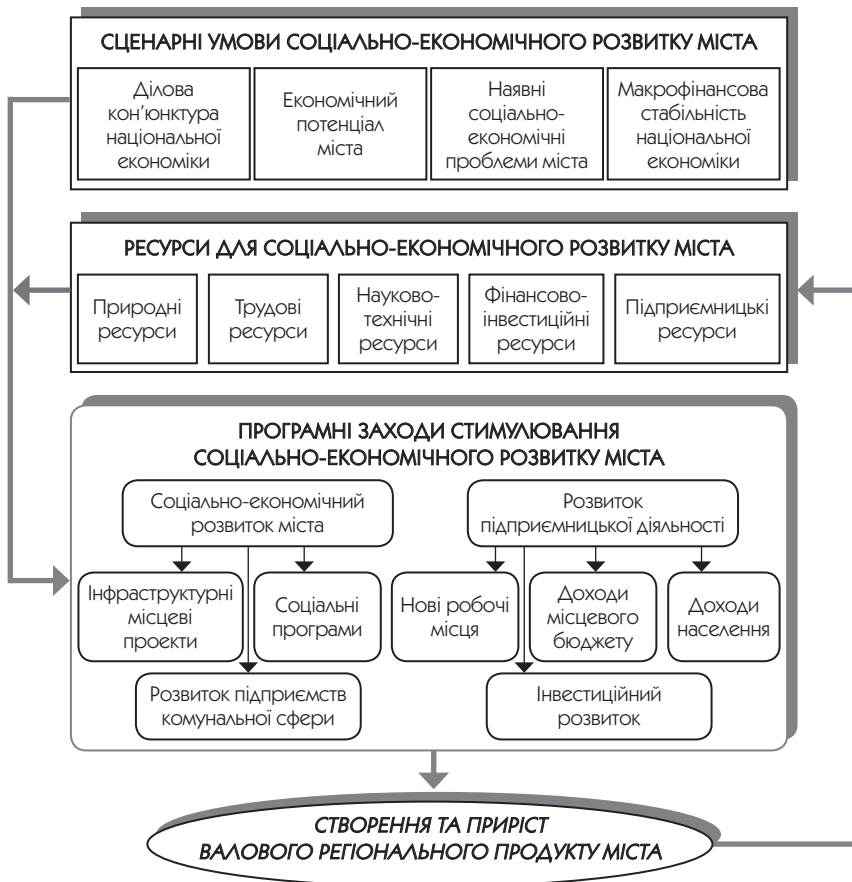 СЦЕНАРНІ УМОВИ СОЦІАЛЬНО-ЕКОНОМІЧНОГО РОЗВИТКУ МІСТА
Ділова
кон’юнктура
національної
економіки
Економічний
потенціал
міста
Наявні
соціально-
економічні
проблеми міста
Макрофінансова
стабільність
національної
економіки
РЕСУРСИ ДЛЯ СОЦІАЛЬНО-ЕКОНОМІЧНОГО РОЗВИТКУ МІСТА
Природні
ресурси
Трудові
ресурси
Науково-
технічні
ресурси
Фінансово-
інвестиційні
ресурси
Підприємницькі
ресурси
ПРОГРАМНІ ЗАХОДИ СТИМУЛЮВАННЯ
СОЦІАЛЬНО-ЕКОНОМІЧНОГО РОЗВИТКУ МІСТА
Соціально-економічний
розвиток міста
Розвиток
підприємницької діяльності
Інфраструктурні
місцеві
проекти
Соціальні
програми
Нові робочі
місця
Доходи
місцевого
бюджету
Доходи
населення
Розвиток підприємств
комунальної сфери
Інвестиційний
розвиток
СТВОРЕННЯ ТА ПРИРІСТ
ВАЛОВОГО РЕГІОНАЛЬНОГО ПРОДУКТУ МІСТА